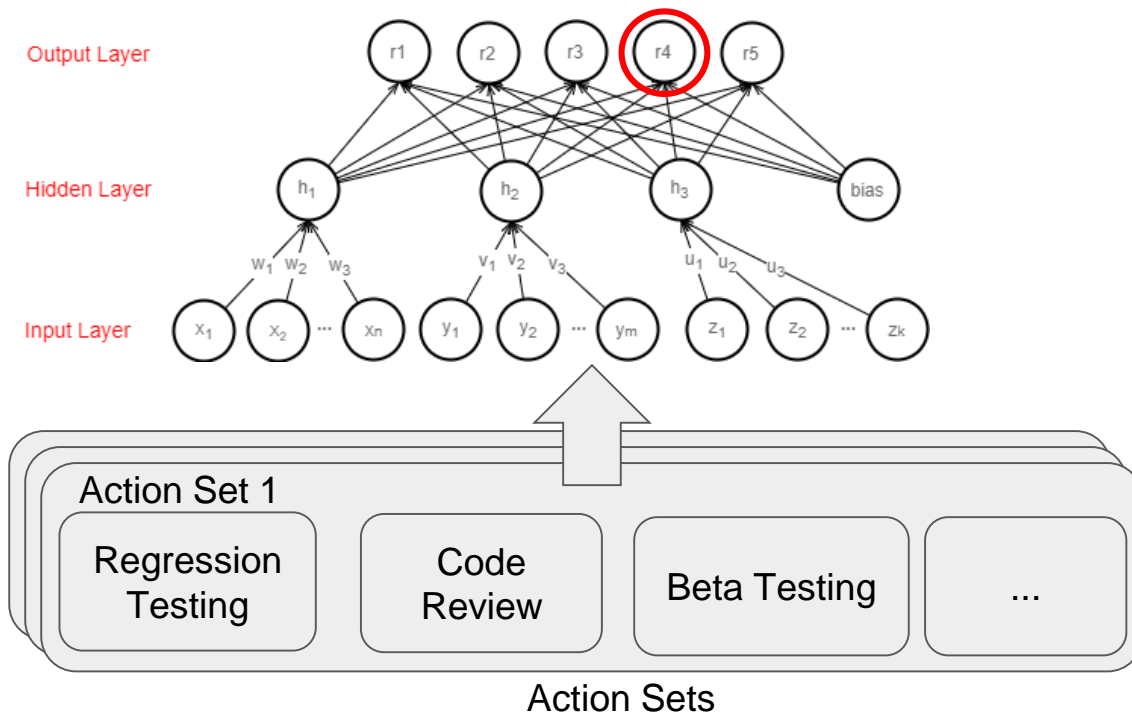 Output Layer
r1 r2 r3 r4 r5
Hidden Layer
h1 h2 h3 bias
w1 w2 w3 v1 v2 v3 u1 u2 u3
Input Layer
x1 x2 ... xn y1 y2 ... ym z1 z2 ... zk
Action Set 1
Regression
Testing
Code
Review
Beta Testing
...
Action Sets